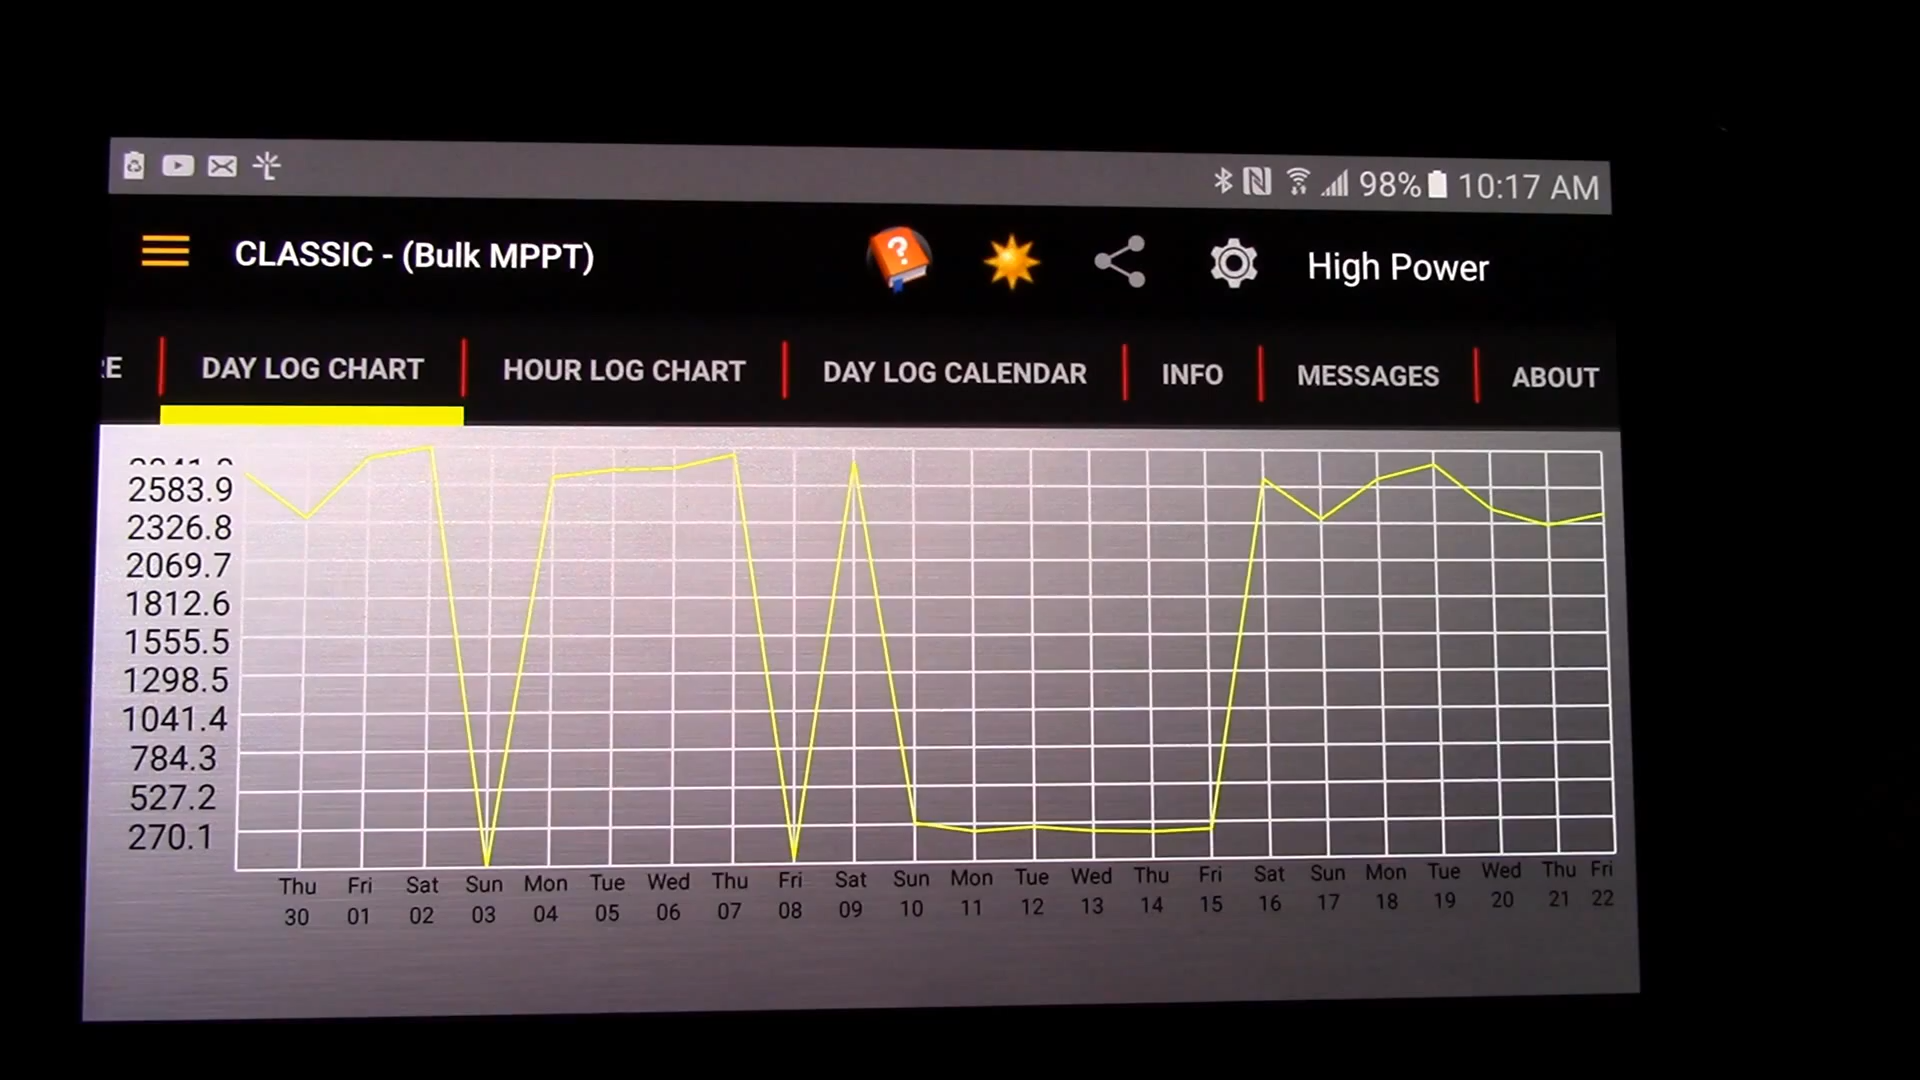 98% 10:17 AM
CLASSIC - (Bulk MPPT) High Power
DAY LOG CHART HOUR LOG CHART DAY LOG CALENDAR INFO MESSAGES ABOUT
2583.9
2326.8
2069.7
1812.6
1555.5
1298.5
1041.4
784.3
527.2
270.1
Thu Fri Sat Sun Mon Tue Wed Thu Fri Sat Sun Mon Tue Wed Thu Fri Sat Sun Mon Tue Wed Thu Fri
30 01 02 03 04 05 06 07 08 09 10 11 12 13 14 15 16 17 18 19 20 21 22